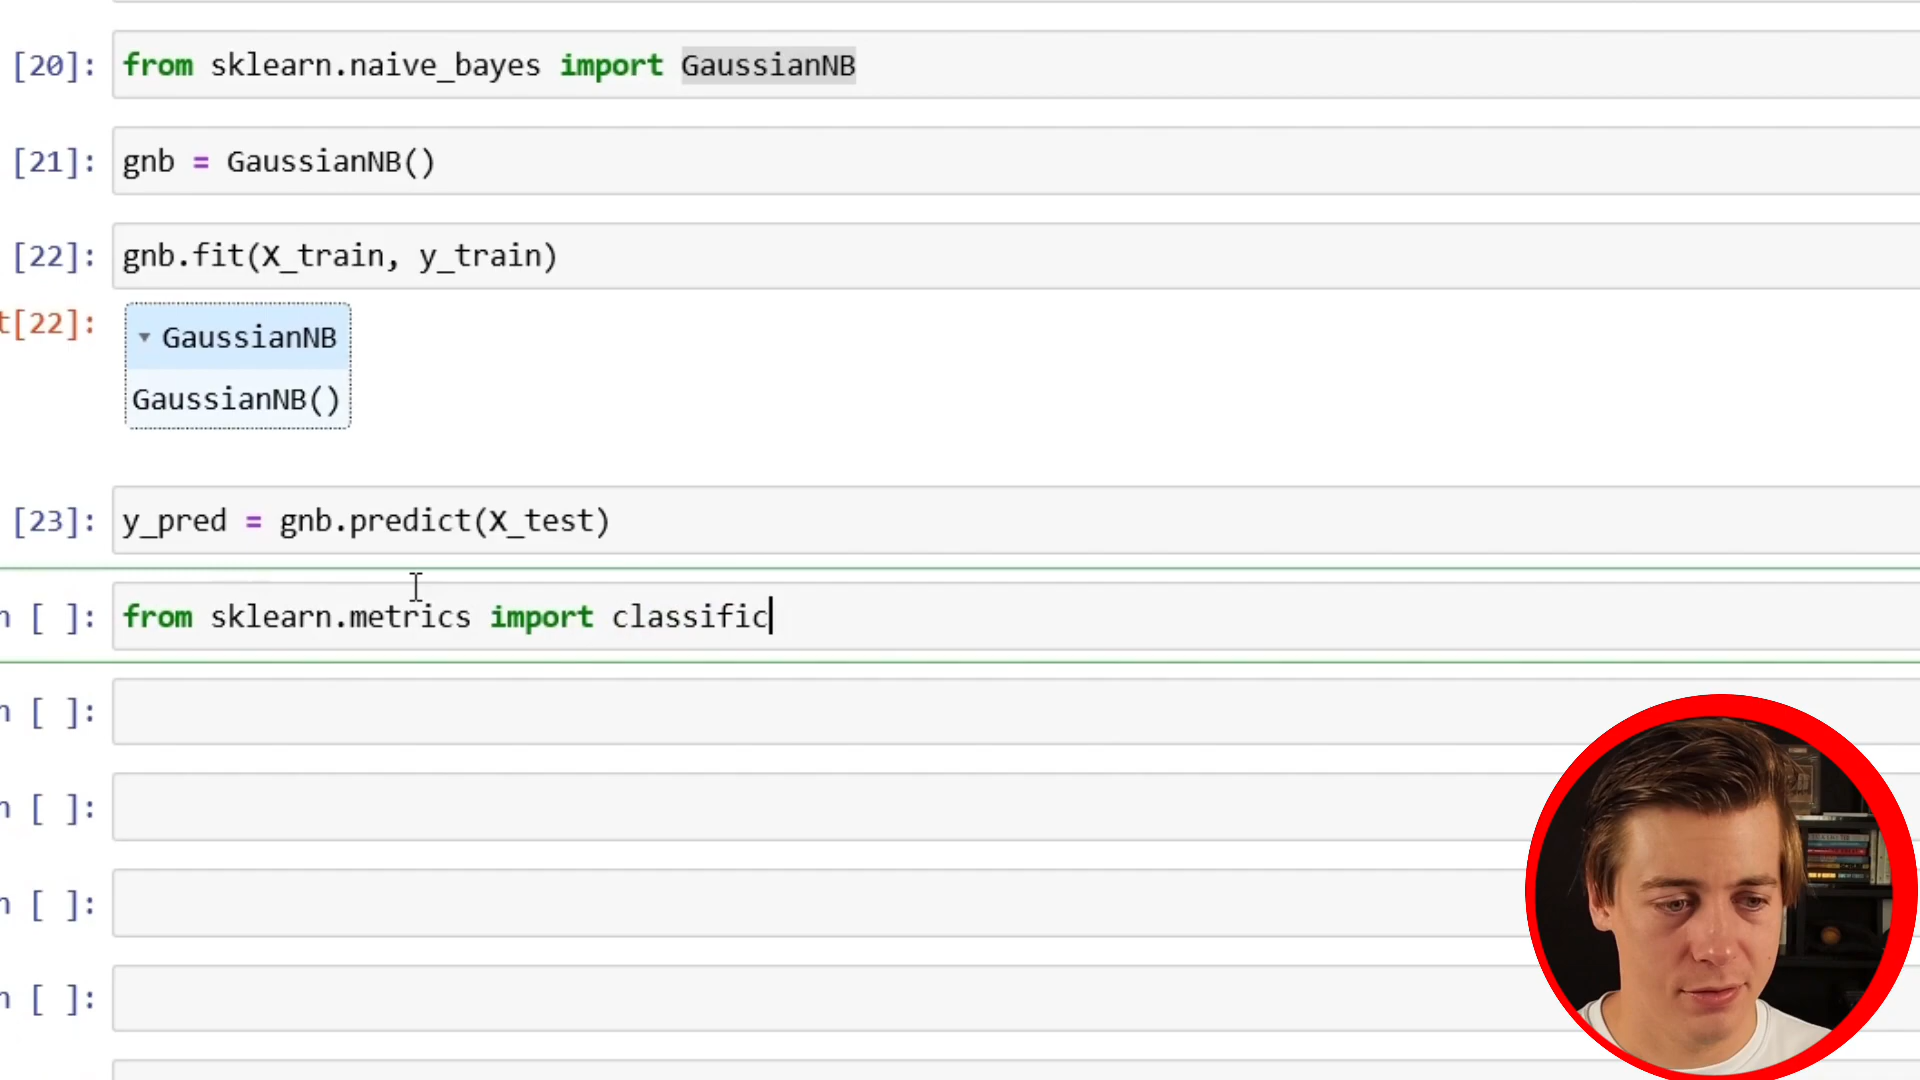 [20]: from sklearn.naive_bayes import GaussianNB
[21]: gnb = GaussianNB()
[22]: gnb.fit(X_train, y_train)
t[22]: ▾ GaussianNB
GaussianNB()
[23]: y_pred = gnb.predict(X_test)
n [ ]: from sklearn.metrics import classific
n [ ]:
n [ ]:
n [ ]:
n [ ]: